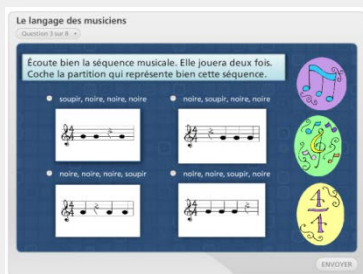 Le langage des musiciens
Question 3 sur 8
Écoute bien la séquence musicale. Elle jouera deux fois.
Coche la partition qui représente bien cette séquence.
soupir, noire, noire, noire
noire, soupir, noire, noire
noire, noire, noire, soupir
noire, noire, soupir, noire
ENVOYER